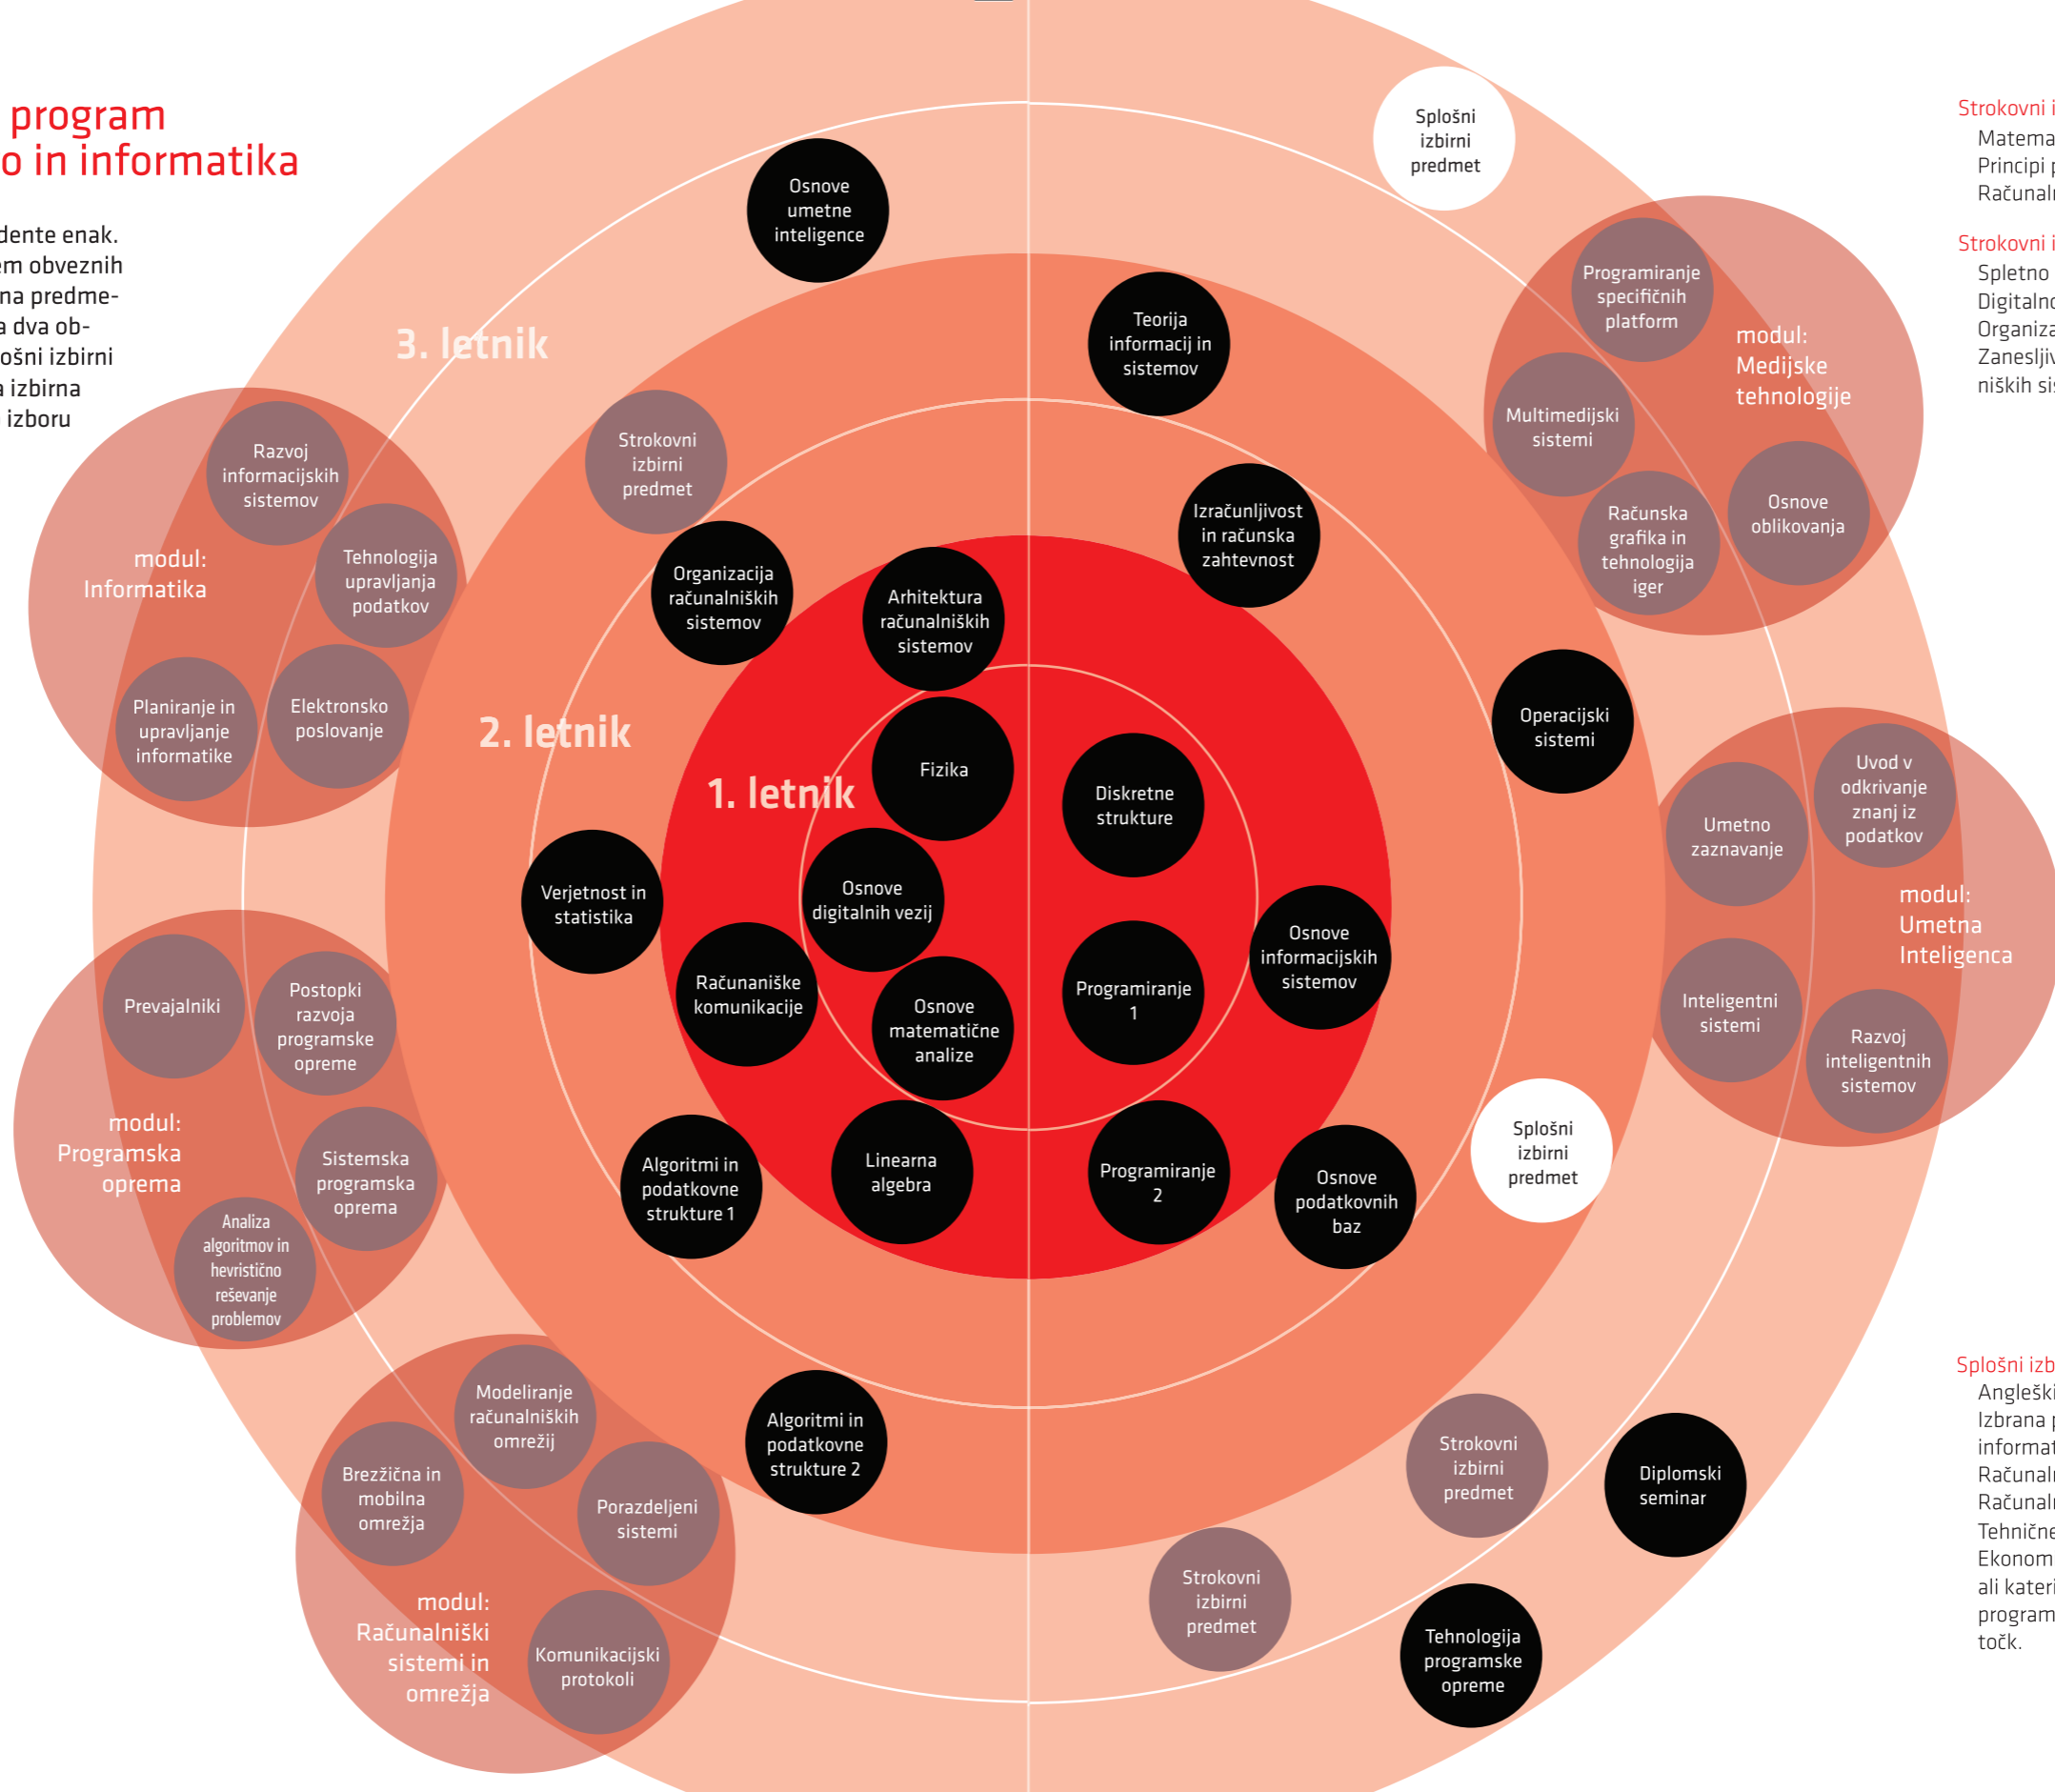 program
o in informatika
dente enak.
em obveznih
na predme-
a dva ob-
lošni izbirni
a izbirna
izboru
Splošni
izbirni
predmet
Osnove
umetne
inteligence
3. letnik
Teorija
informacij in
sistemov
Programiranje
specifičnih
platform
modul:
Medijske
tehnologije
Multimedijski
sistemi
Računska
grafika in
tehnologija
iger
Osnove
oblikovanja
Razvoj
informacijskih
sistemov
modul:
Informatika
Tehnologija
upravljanja
podatkov
Planiranje in
upravljanje
informatike
Elektronsko
poslovanje
Strokovni
izbirni
predmet
Organizacija
računalniških
sistemov
Arhitektura
računalniških
sistemov
Izračunljivost
in računska
zahtevnost
Operacijski
sistemi
2. letnik
1. letnik
Fizika
Diskretne
strukture
Verjetnost in
statistika
Osnove
digitalnih vezij
Računaniške
komunikacije
Osnove
matematične
analize
Programiranje
1
Osnove
informacijskih
sistemov
Umetno
zaznavanje
Uvod v
odkrivanje
znanj iz
podatkov
modul:
Umetna
Inteligenca
Inteligentni
sistemi
Razvoj
inteligentnih
sistemov
Prevajalniki
Postopki
razvoja
programske
opreme
modul:
Programska
oprema
Sistemska
programska
oprema
Analiza
algoritmov in
hevristično
reševanje
problemov
Algoritmi in
podatkovne
strukture 1
Linearna
algebra
Programiranje
2
Osnove
podatkovnih
baz
Splošni
izbirni
predmet
Modeliranje
računalniških
omrežij
Brezžična in
mobilna
omrežja
Porazdeljeni
sistemi
modul:
Računalniški
sistemi in
omrežja
Komunikacijski
protokoli
Algoritmi in
podatkovne
strukture 2
Strokovni
izbirni
predmet
Strokovni
izbirni
predmet
Diplomski
seminar
Tehnologija
programske
opreme
Strokovni i
Matema
Principi p
Računaln
Strokovni i
Spletno
Digitalno
Organiza
Zanesljiv
niških sis
Splošni izb
Angleški
Izbrana p
informat
Računaln
Računaln
Tehnične
Ekonom
ali kateri
program
točk.